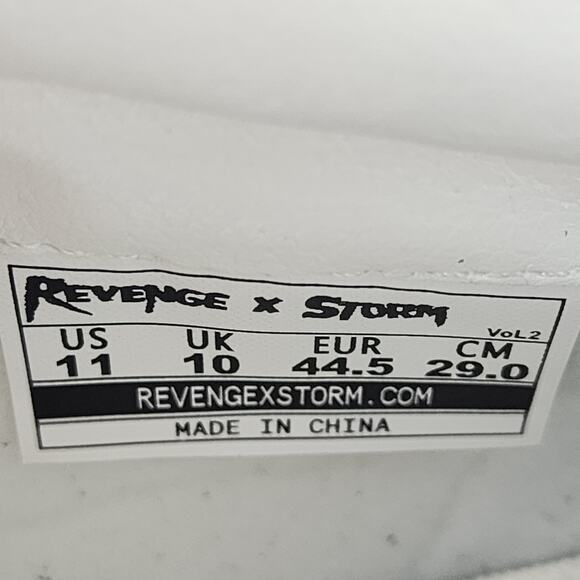 REVENGE X STORM
VOL2
US UK EUR CM
11 10 44.5 29.0
REVENGEXSTORM.COM
MADE IN CHINA